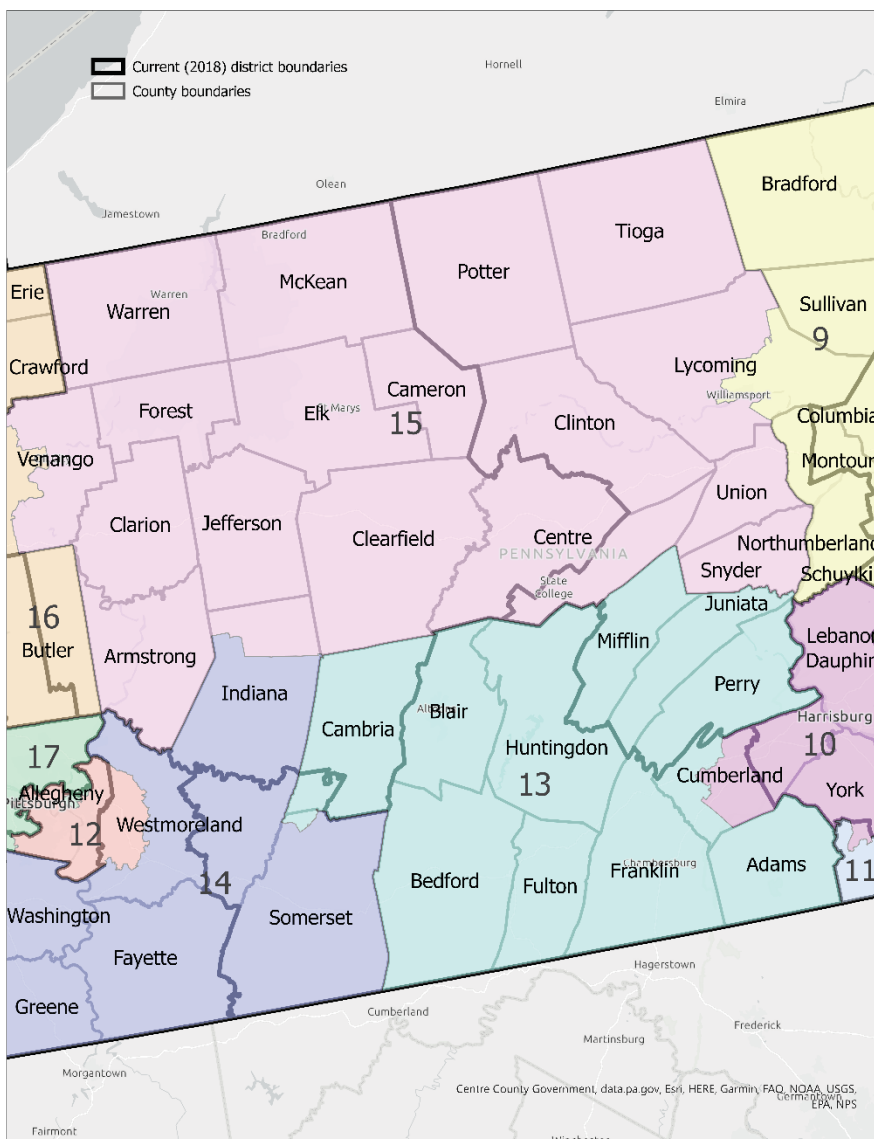 Current (2018) district boundaries
County boundaries
Hornell
Elmira
Olean
Jamestown
Bradford
Bradford
Tioga
Potter
McKean
Erie
Warren
Warren
Sullivan
9
Crawford
Lycoming
Williamsport
Cameron
Forest
Elk
St Marys
15
Clinton
Columbia
Venango
Montour
Union
Clarion
Jefferson
Clearfield
Centre
PENNSYLVANIA
Northumberland
Snyder
Schuylkil
State
College
16
Butler
Juniata
Mifflin
Lebanon
Dauphin
Armstrong
Indiana
Perry
Blair
Cambria
Harrisburg
17
Huntingdon
10
Allegheny
Pittsburgh
13
Cumberland
York
12
Westmoreland
14
Bedford
Fulton
Franklin
Chambersburg
Adams
11
Washington
Somerset
Fayette
Greene
Hagerstown
Cumberland
Frederick
Martinsburg
Morgantown
Centre County Government, data.pa.gov, Esri, HERE, Garmin, FAO, NOAA, USGS,
EPA, NPS
Germantown
Fairmont
Winchester